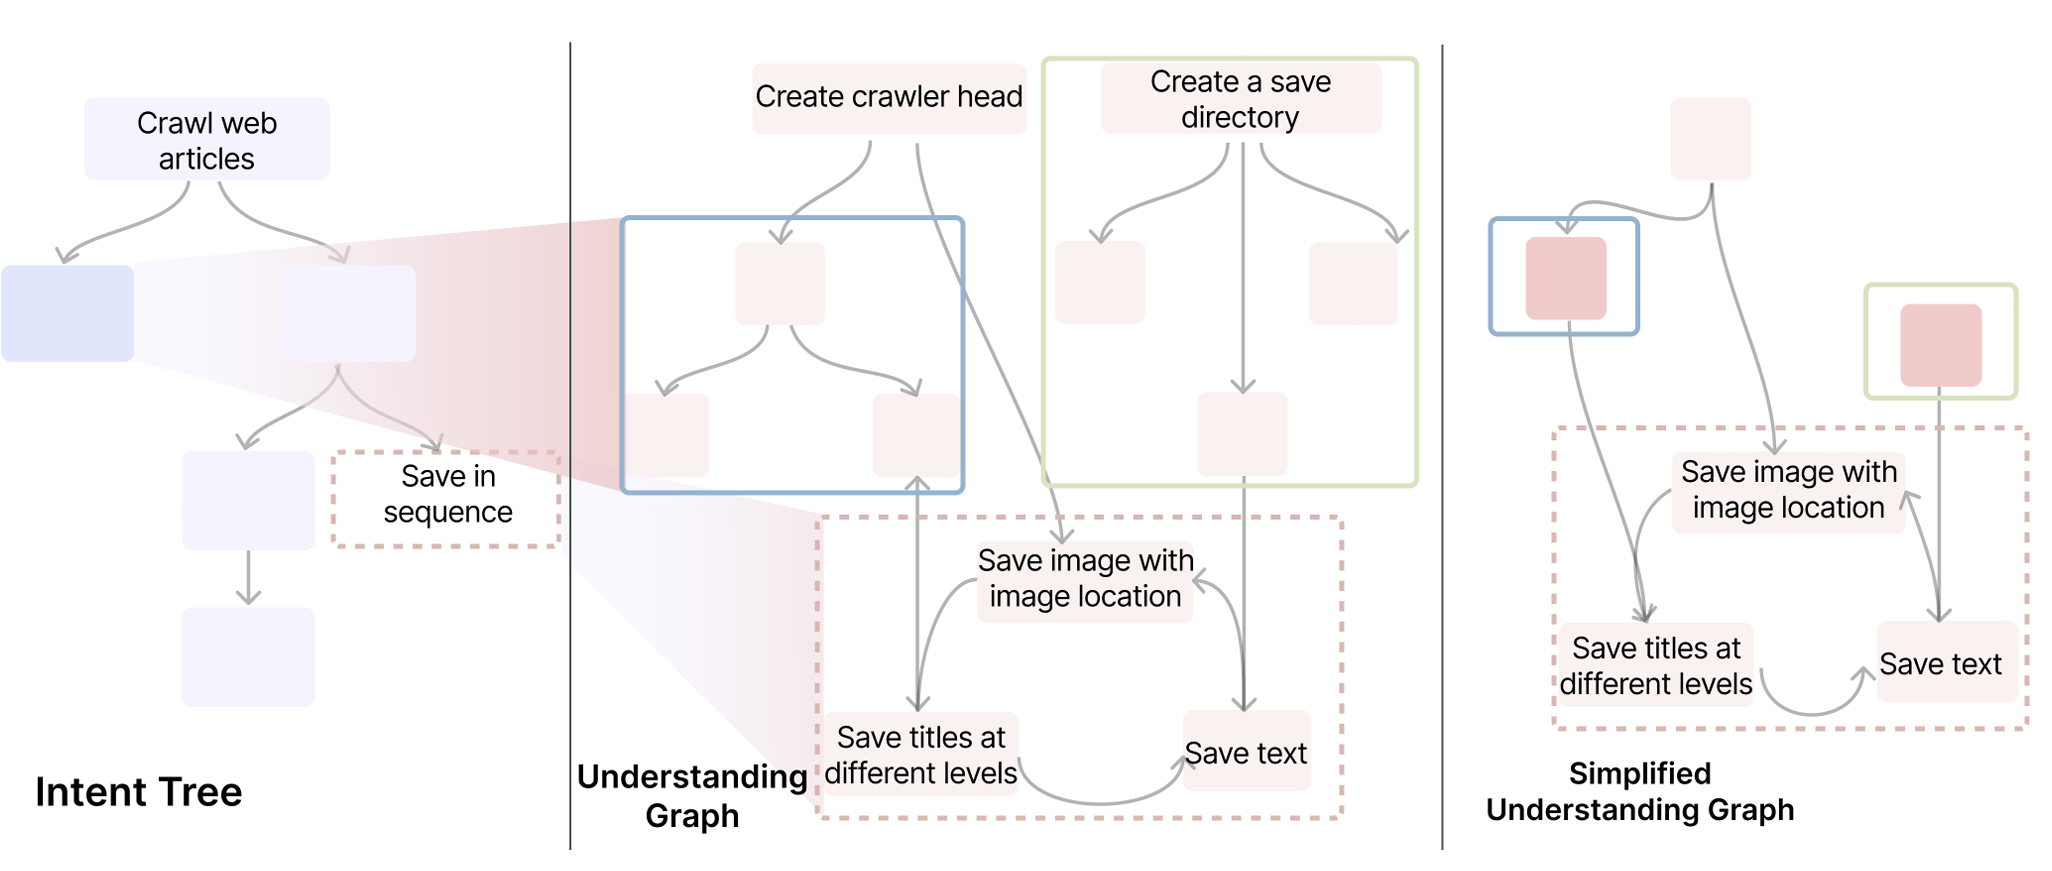 Crawl web
articles
Save in
sequence
Intent Tree
Create crawler head
Create a save
directory
Save image with
image location
Save titles at
different levels
Save text
Understanding
Graph
Save image with
image location
Save titles at
different levels
Save text
Simplified
Understanding Graph